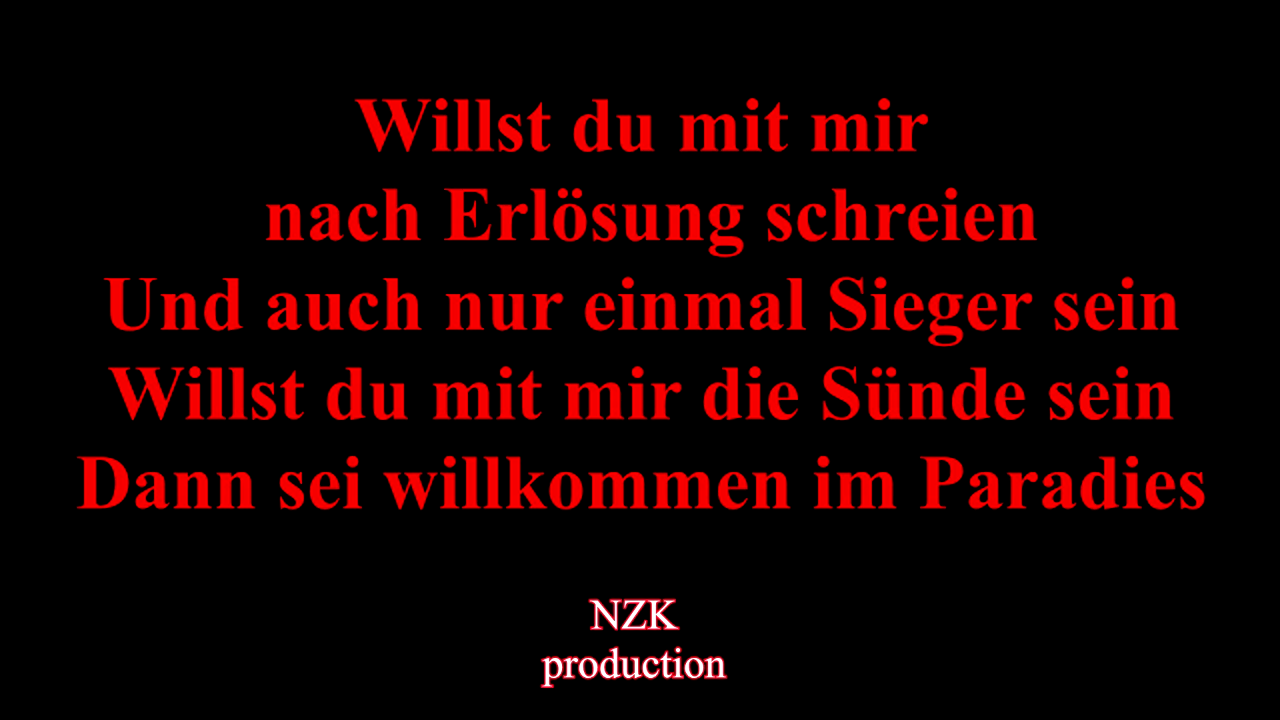 Willst du mit mir
nach Erlösung schreien
Und auch nur einmal Sieger sein
Willst du mit mir die Sünde sein
Dann sei willkommen im Paradies
NZK
production